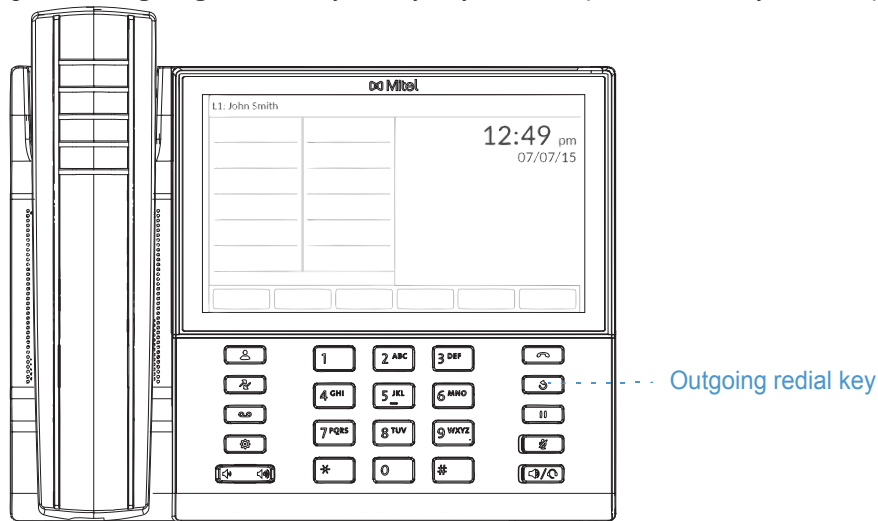 Mitel
L1: John Smith
12:49 pm
07/07/15
1
2 ABC
3 DEF
4 GHI
5 JKL
6 MNO
Outgoing redial key
7 PQRS
8 TUV
9 WXYZ
*
0
#